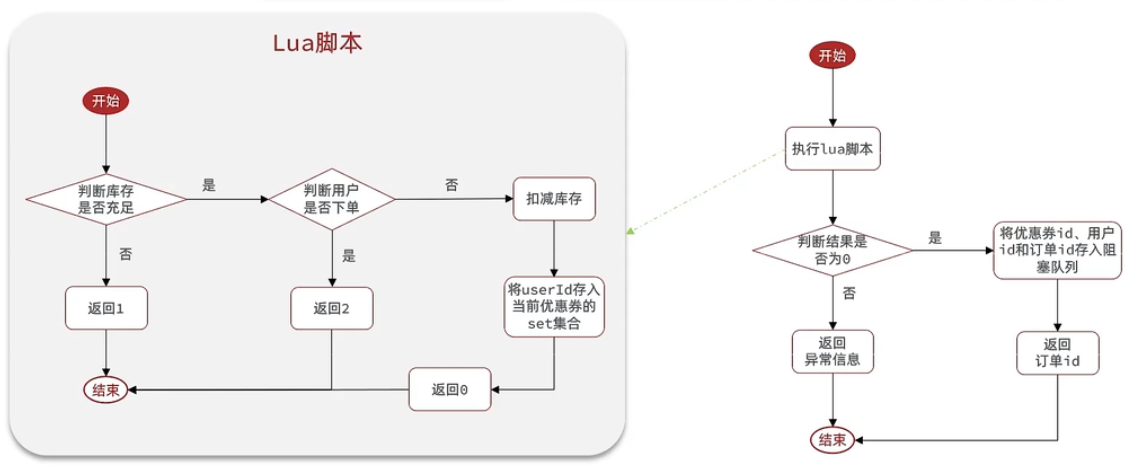 Lua脚本
开始
判断库存
是否充足
是
判断用户
是否下单
否
扣减库存
否
是
返回1
返回2
将userId存入
当前优惠券的
set集合
结束
返回0
开始
执行lua脚本
判断结果是
否为0
是
将优惠券id、用户
id和订单id存入阻
塞队列
否
返回
异常信息
返回
订单id
结束